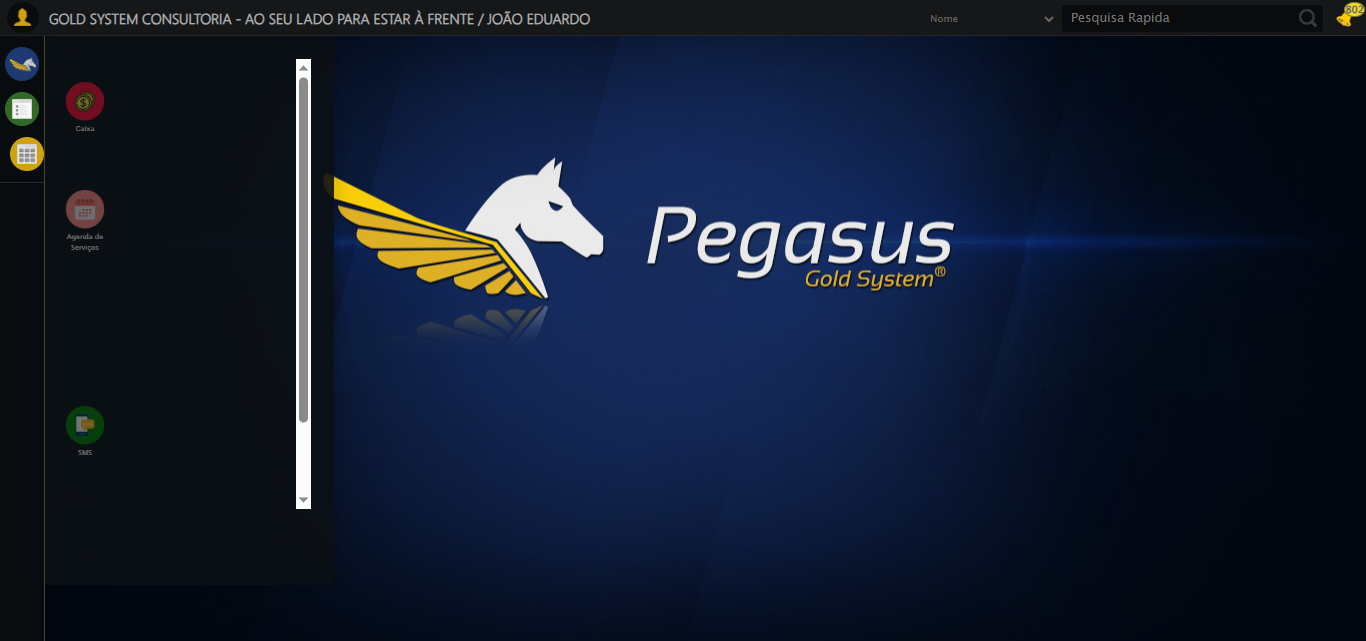 GOLD SYSTEM CONSULTORIA - AO SEU LADO PARA ESTAR À FRENTE / JOÃO EDUARDO
Nome
Pesquisa Rapida
802
Caixa
Agenda de
Serviços
SMS
Pegasus
Gold System®